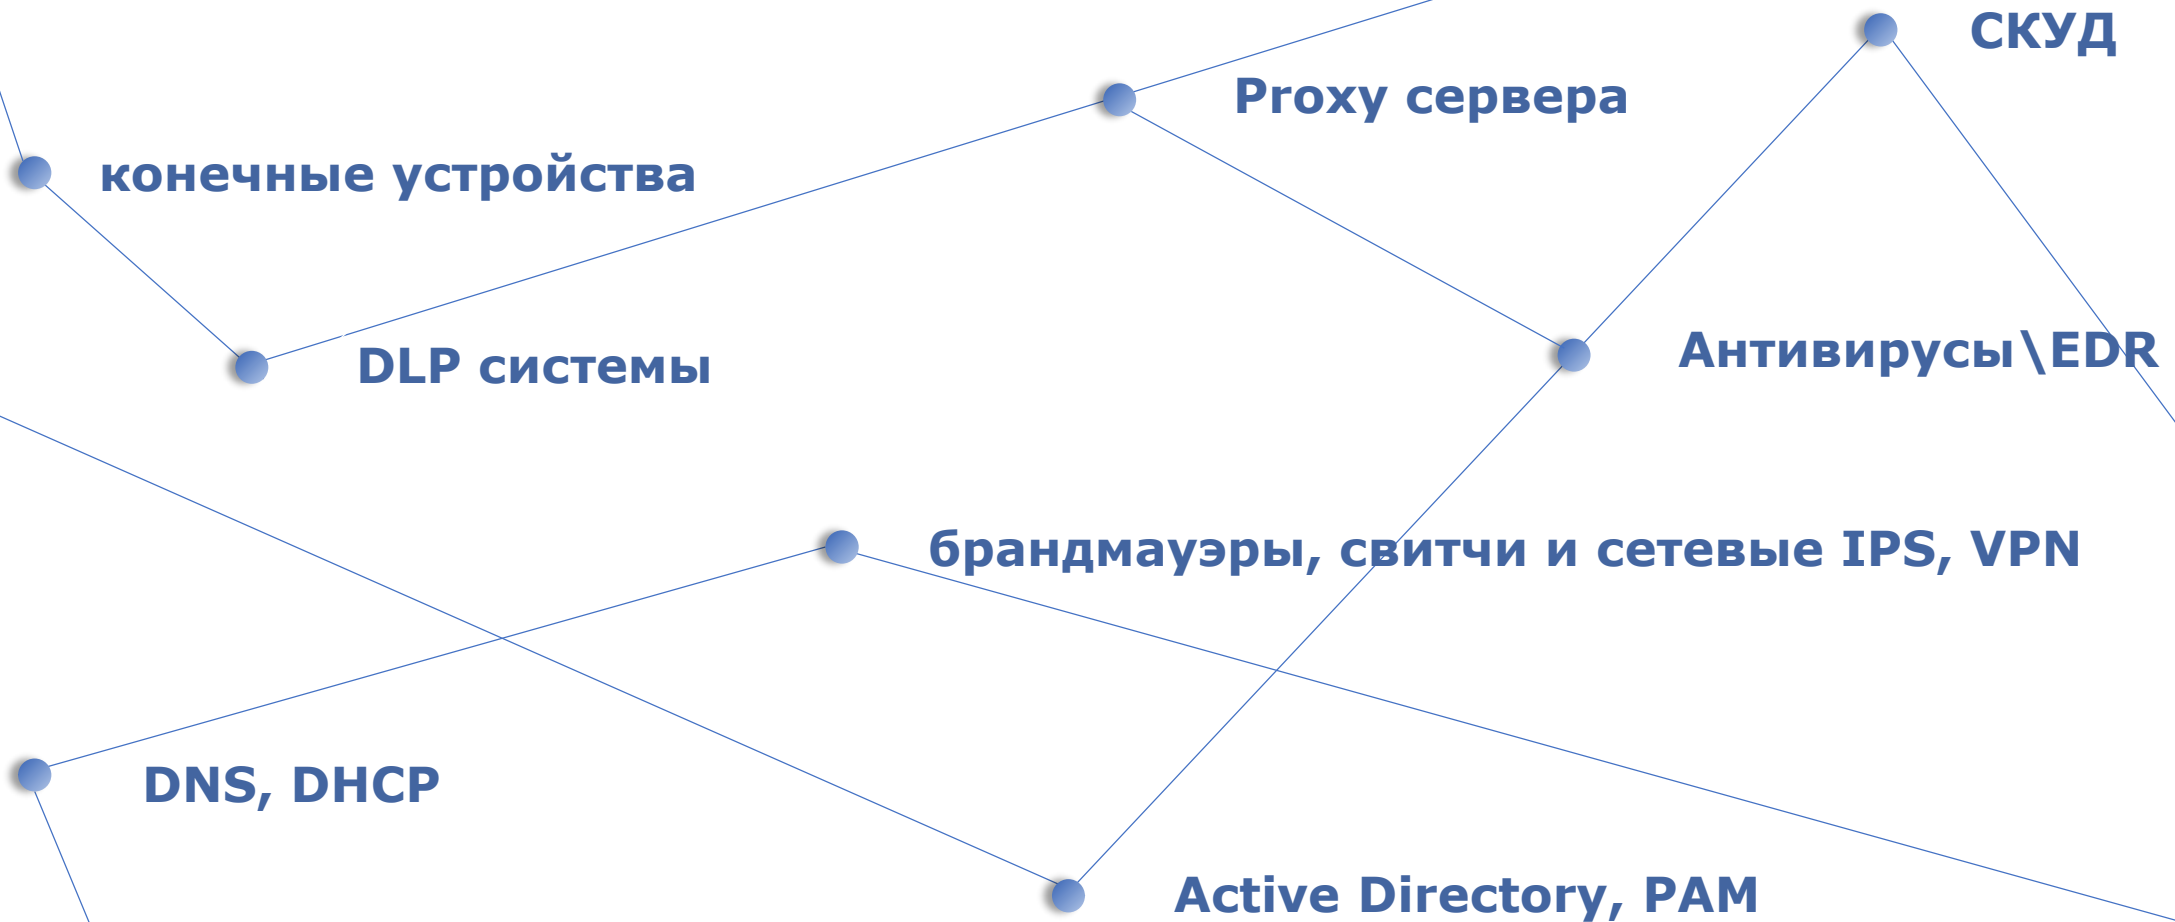 СКУД
Proxy сервера
конечные устройства
Антивирусы\EDR
DLP системы
брандмауэры, свитчи и сетевые IPS, VPN
DNS, DHCP
Active Directory, PAM